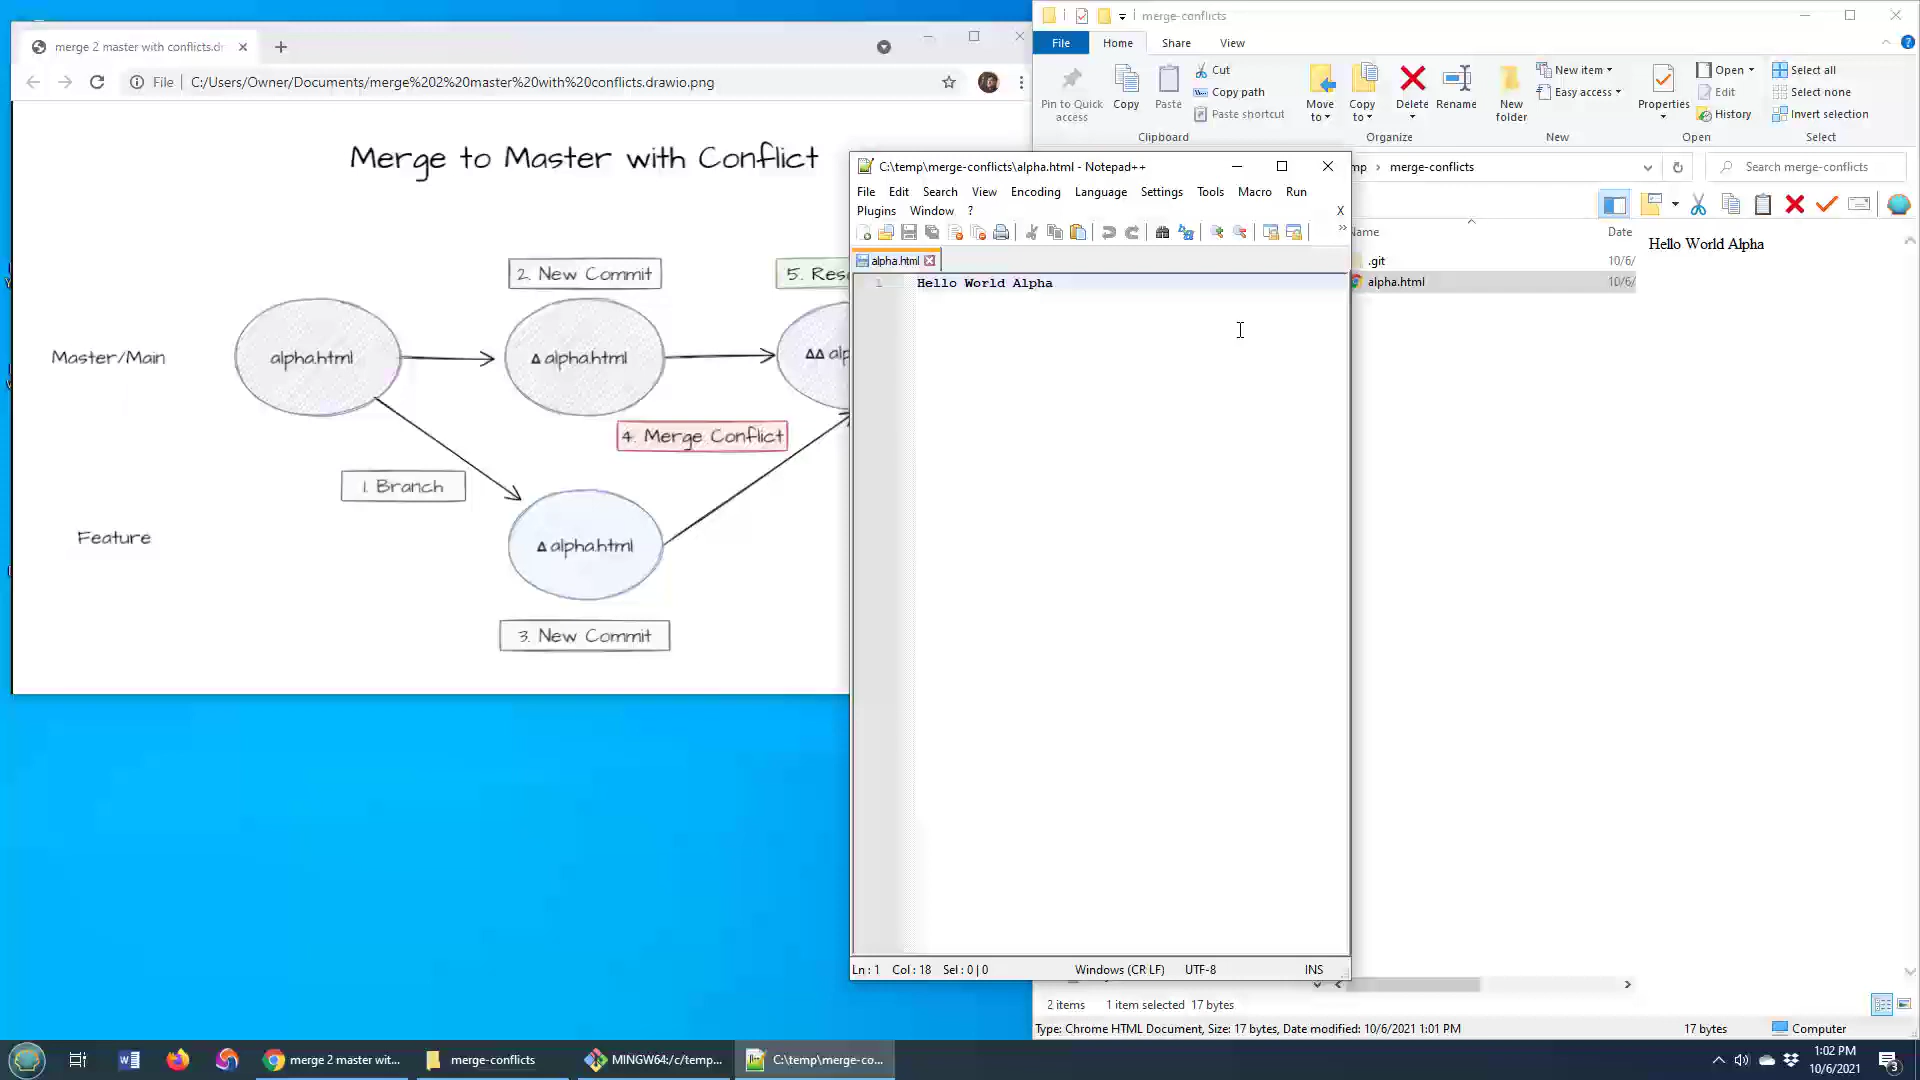 merge 2 master with conflicts.dr
File
C:/Users/Owner/Documents/merge%202%20master%20with%20conflicts.drawio.png
Merge to Master with Conflict
2. New Commit
5. Res
Master/Main
alpha.html
Δ alpha.html
ΔΔ alp
4. Merge Conflict
1. Branch
Feature
Δ alpha.html
3. New Commit
merge-conflicts
File
Home
Share
View
Pin to Quick access
Copy
Paste
Cut
Copy path
Paste shortcut
Clipboard
Move to
Copy to
Delete
Rename
Organize
New folder
New item
Easy access
New
Properties
Open
Edit
History
Open
Select all
Select none
Invert selection
Select
mp
merge-conflicts
Search merge-conflicts
Name
Date
.git
10/6/
alpha.html
10/6/
Hello World Alpha
C:\temp\merge-conflicts\alpha.html - Notepad++
File Edit Search View Encoding Language Settings Tools Macro Run
Plugins Window ?
X
alpha.html
1
Hello World Alpha
Ln : 1 Col : 18 Sel : 0 | 0
Windows (CR LF)
UTF-8
INS
2 items
1 item selected 17 bytes
Type: Chrome HTML Document, Size: 17 bytes, Date modified: 10/6/2021 1:01 PM
17 bytes
Computer
merge 2 master wit...
merge-conflicts
MINGW64:/c/temp...
C:\temp\merge-co...
1:02 PM
10/6/2021
3